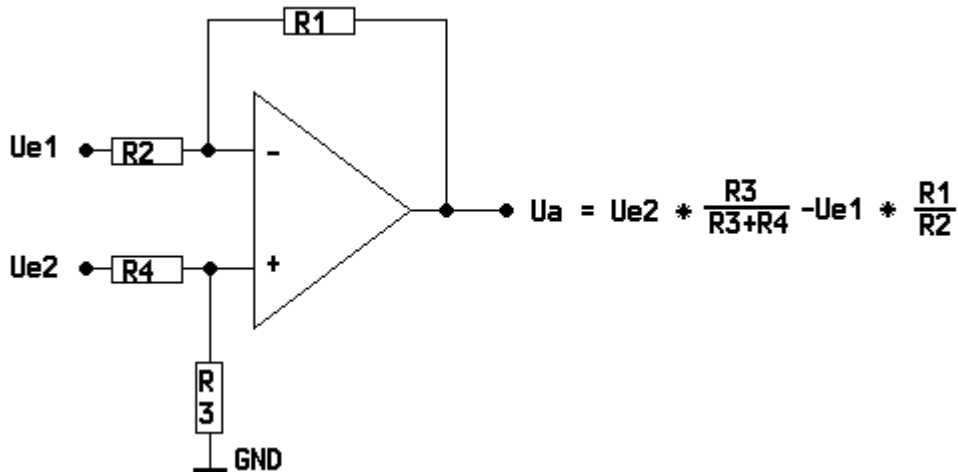 R1
Ue1
R2
-
Ua = Ue2 * R3/R3+R4 -Ue1 * R1/R2
Ue2
R4
+
R
3
GND